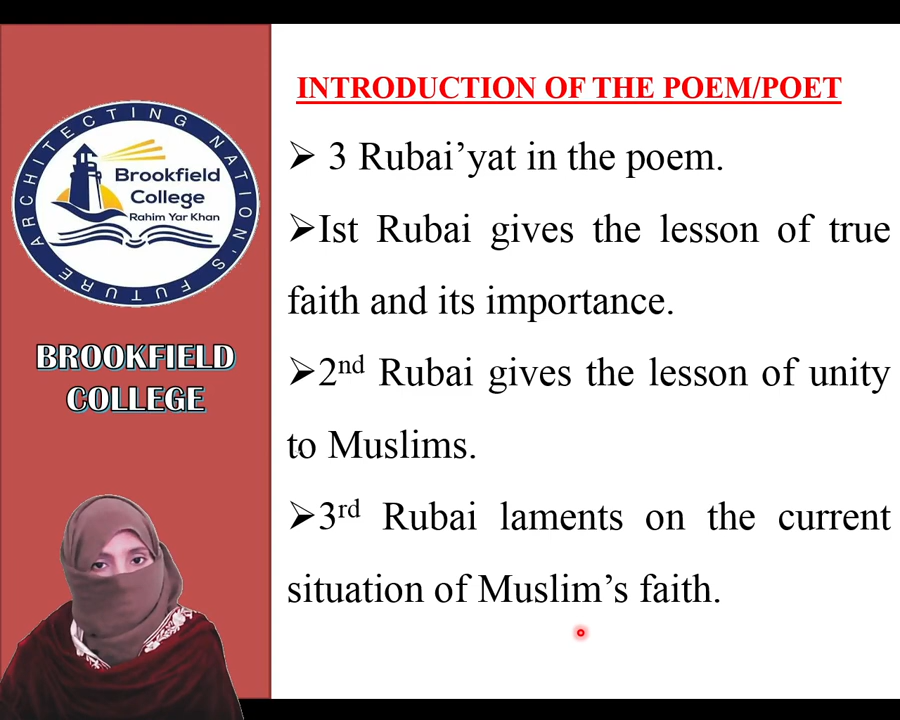 ARCHITECTING NATION'S FUTURE
Brookfield
College
Rahim Yar Khan
BROOKFIELD
COLLEGE
INTRODUCTION OF THE POEM/POET
➢ 3 Rubai’yat in the poem.
➢Ist Rubai gives the lesson of true
faith and its importance.
➢2nd Rubai gives the lesson of unity
to Muslims.
➢3rd Rubai laments on the current
situation of Muslim’s faith.